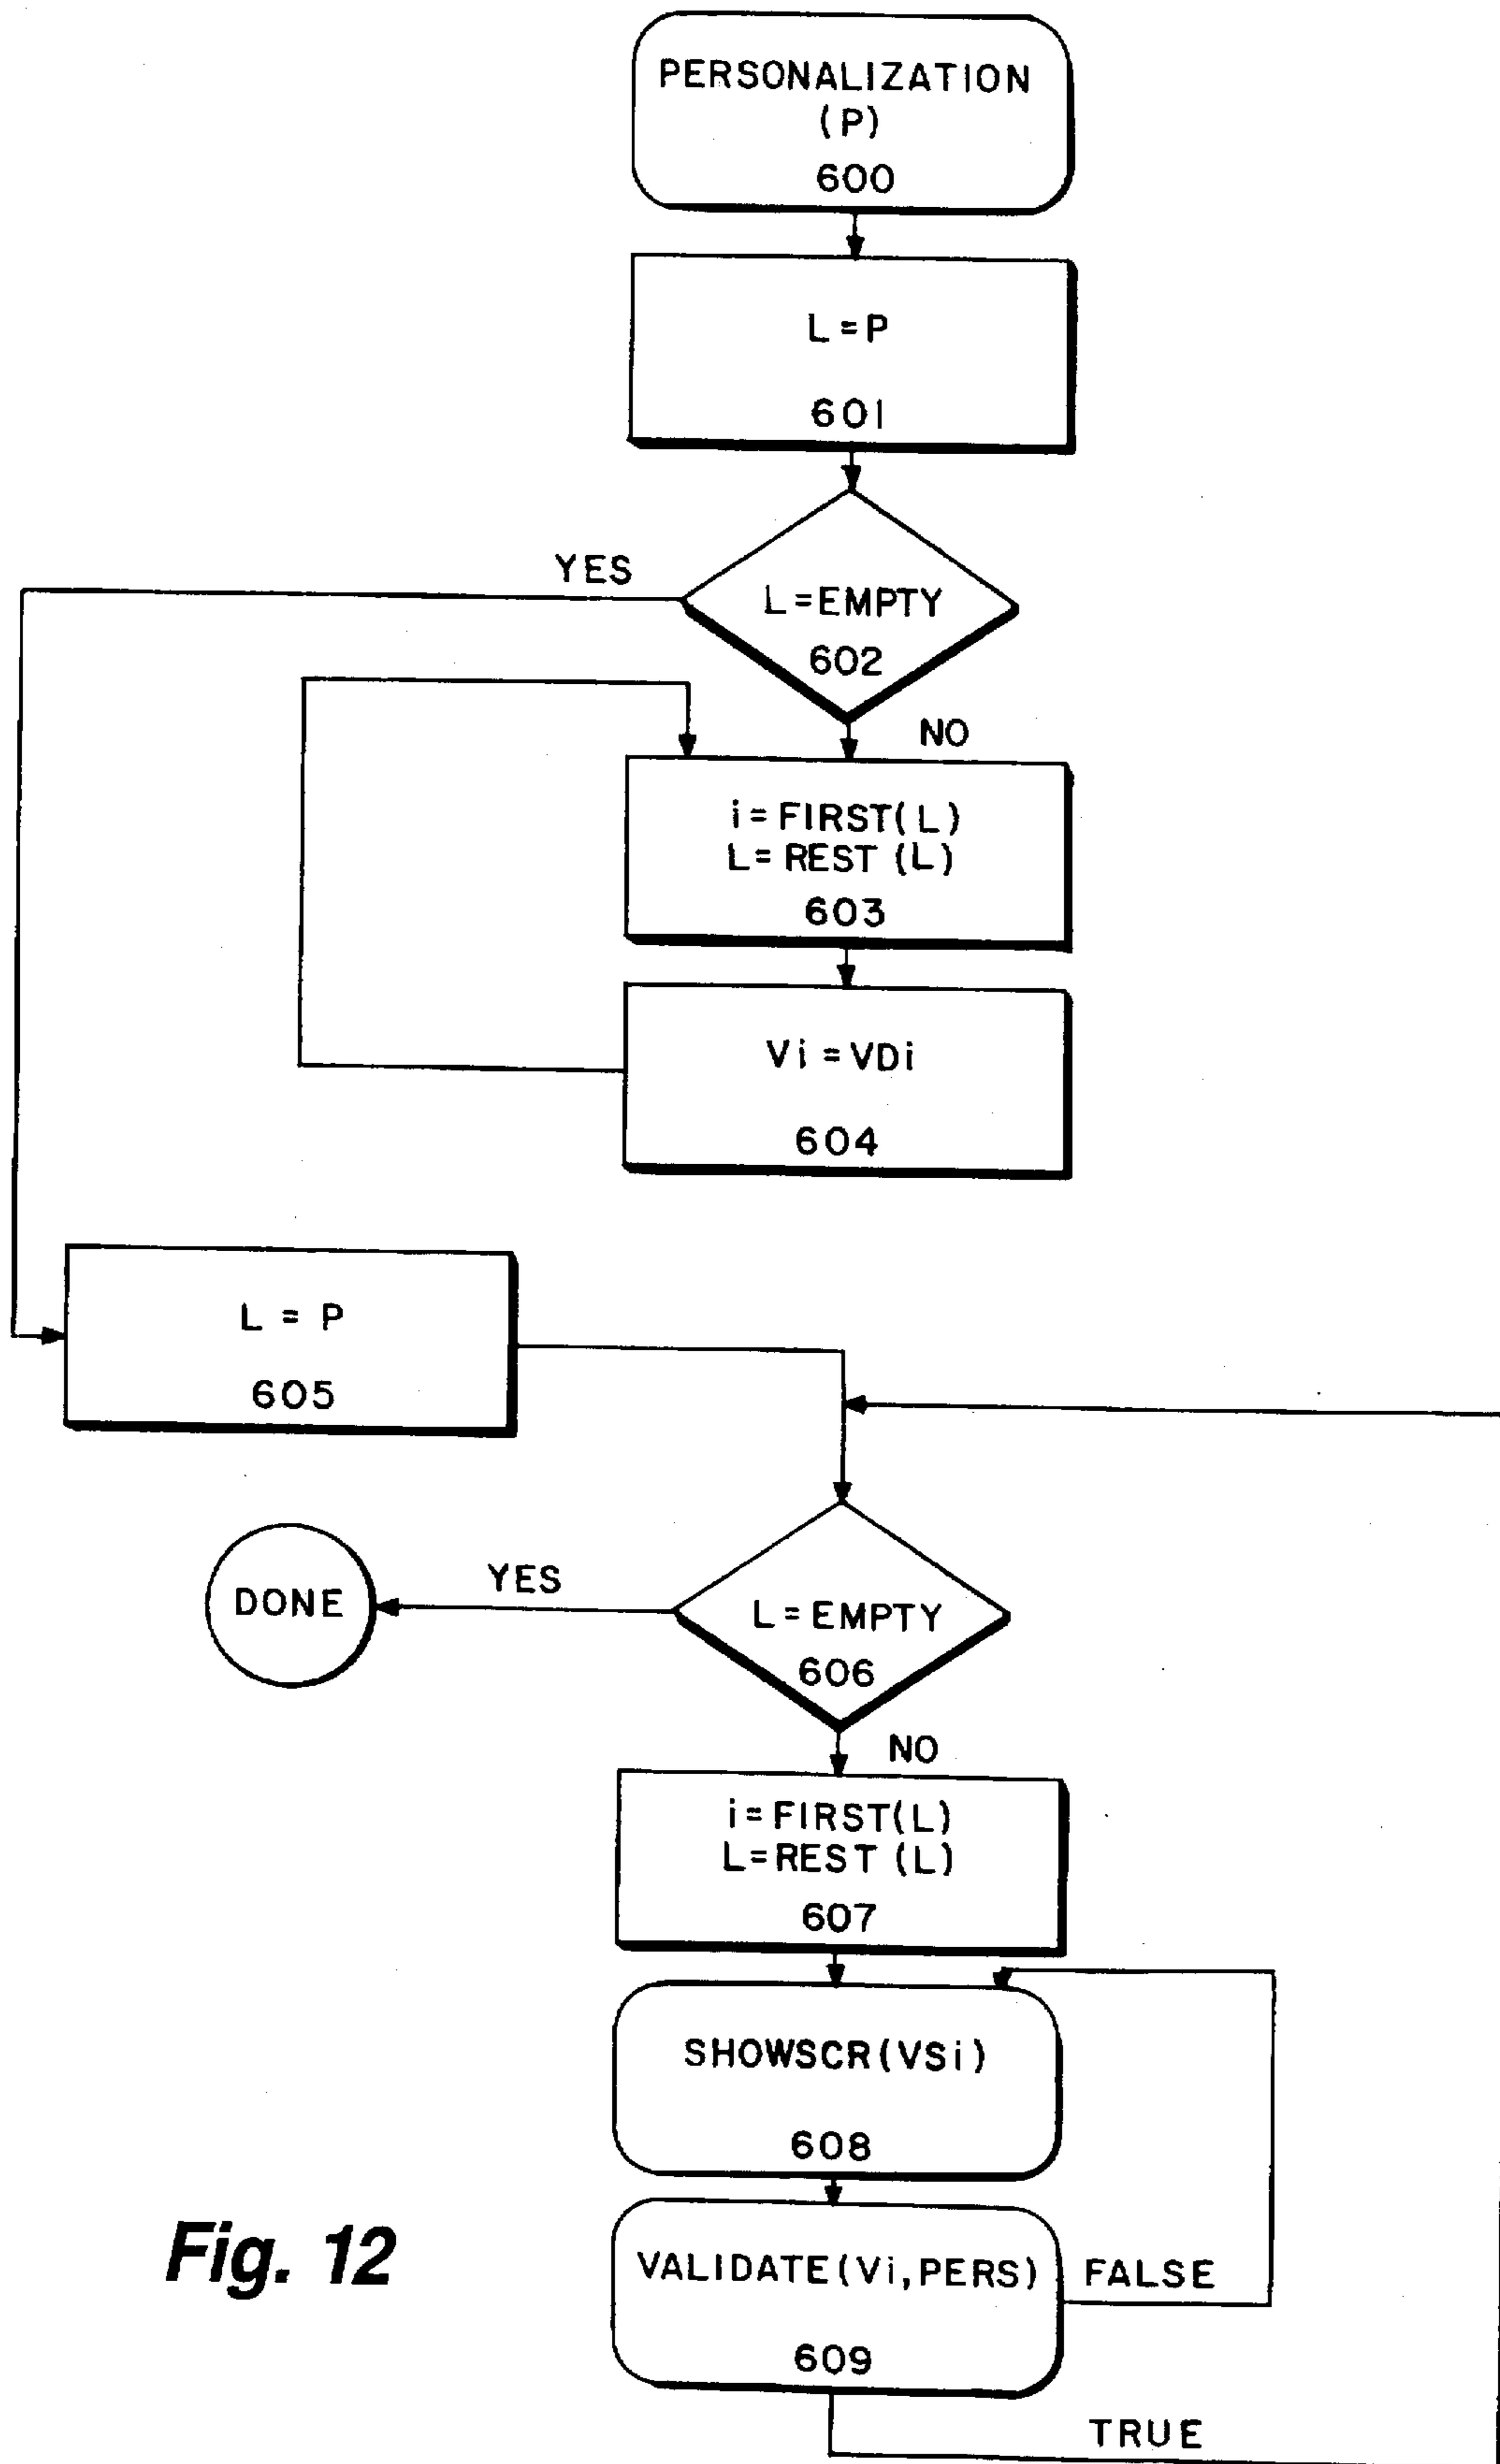 PERSONALIZATION
(P)
600
L=P
601
YES
L=EMPTY
602
NO
i=FIRST(L)
L=REST (L)
603
Vi=VDi
604
L = P
605
DONE
YES
L=EMPTY
606
NO
i=FIRST(L)
L=REST (L)
607
SHOWSCR(VSi)
608
VALIDATE(Vi,PERS)
FALSE
609
TRUE
Fig. 12